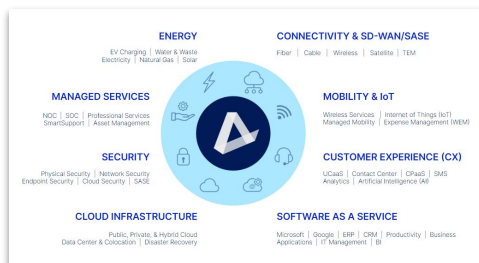 ENERGY
EV Charging | Water & Waste
Electricity | Natural Gas | Solar
CONNECTIVITY & SD-WAN/SASE
Fiber | Cable | Wireless | Satellite | TEM
MANAGED SERVICES
NOC | SOC | Professional Services
SmartSupport | Asset Management
MOBILITY & IoT
Wireless Services | Internet of Things (IoT)
Managed Mobility | Expense Management (WEM)
SECURITY
Physical Security | Network Security
Endpoint Security | Cloud Security | SASE
CUSTOMER EXPERIENCE (CX)
UCaaS | Contact Center | CPaaS | SMS
Analytics | Artificial Intelligence (AI)
CLOUD INFRASTRUCTURE
Public, Private, & Hybrid Cloud
Data Center & Colocation | Disaster Recovery
SOFTWARE AS A SERVICE
Microsoft | Google | ERP | CRM | Productivity | Business
Applications | IT Management | BI